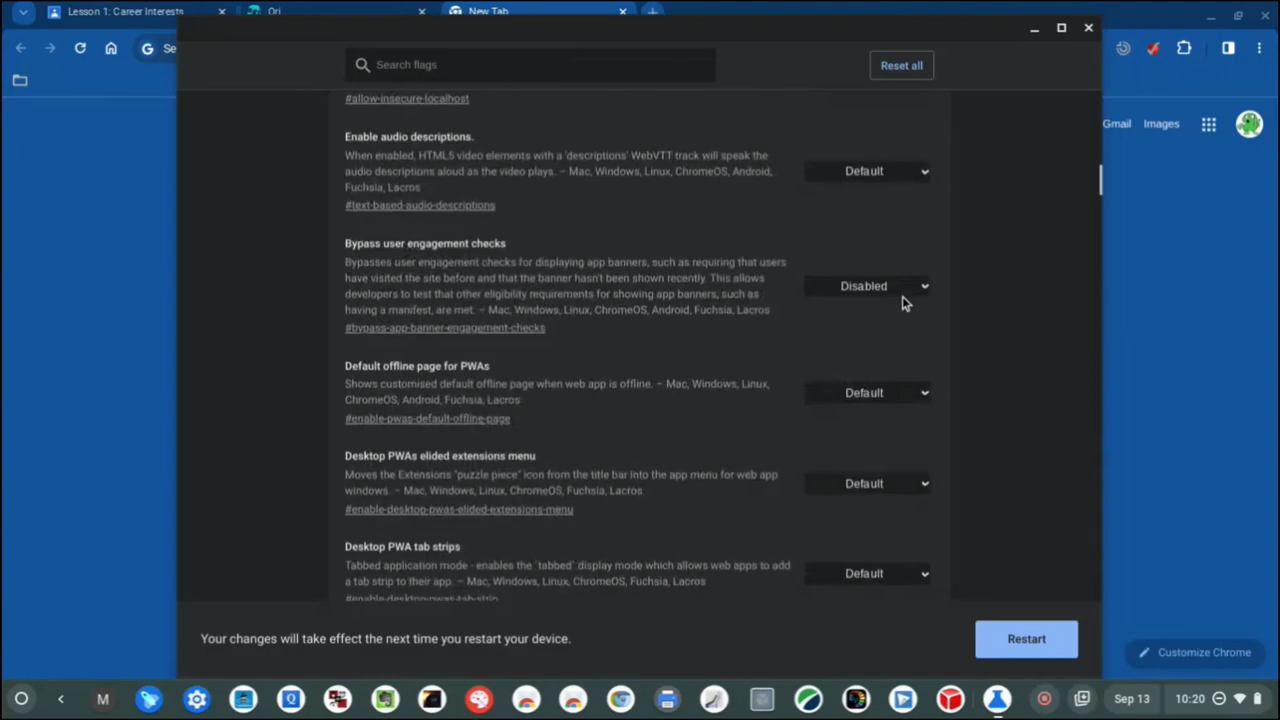 Lesson 1: Career Interests
Ori
New Tab
Se
Search flags
Reset all
Gmail
Images
#allow-insecure-localhost
Enable audio descriptions.
When enabled, HTML5 video elements with a 'descriptions' WebVTT track will speak the
audio descriptions aloud as the video plays. – Mac, Windows, Linux, ChromeOS, Android,
Fuchsia, Lacros
#text-based-audio-descriptions
Default
Bypass user engagement checks
Bypasses user engagement checks for displaying app banners, such as requiring that users
have visited the site before and that the banner hasn't been shown recently. This allows
developers to test that other eligibility requirements for showing app banners, such as
having a manifest, are met. – Mac, Windows, Linux, ChromeOS, Android, Fuchsia, Lacros
#bypass-app-banner-engagement-checks
Disabled
Default offline page for PWAs
Shows customised default offline page when web app is offline. – Mac, Windows, Linux,
ChromeOS, Android, Fuchsia, Lacros
#enable-pwas-default-offline-page
Default
Desktop PWAs elided extensions menu
Moves the Extensions "puzzle piece" icon from the title bar into the app menu for web app
windows. – Mac, Windows, Linux, ChromeOS, Fuchsia, Lacros
#enable-desktop-pwas-elided-extensions-menu
Default
Desktop PWA tab strips
Tabbed application mode - enables the `tabbed` display mode which allows web apps to add
a tab strip to their app. – Mac, Windows, Linux, ChromeOS, Fuchsia, Lacros
#enable-desktop-pwas-tab-strip
Default
Your changes will take effect the next time you restart your device.
Restart
Customize Chrome
M
Q
Sep 13
10:20